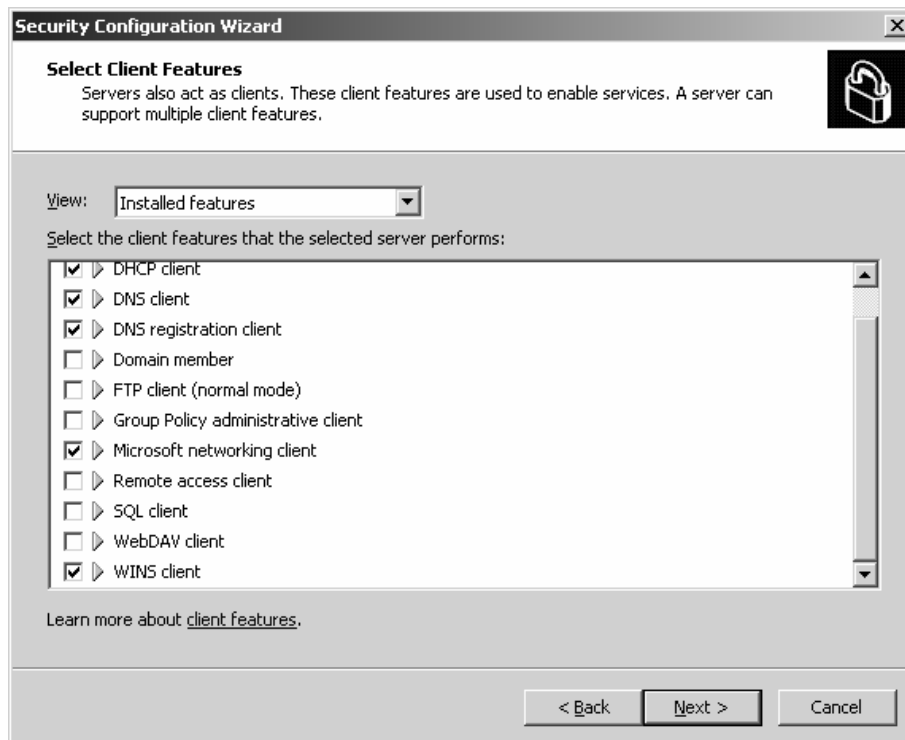 Security Configuration Wizard
Select Client Features
Servers also act as clients. These client features are used to enable services. A server can
support multiple client features.
View:
Installed features
Select the client features that the selected server performs:
DHCP client
DNS client
DNS registration client
Domain member
FTP client (normal mode)
Group Policy administrative client
Microsoft networking client
Remote access client
SQL client
WebDAV client
WINS client
Learn more about client features.
< Back
Next >
Cancel